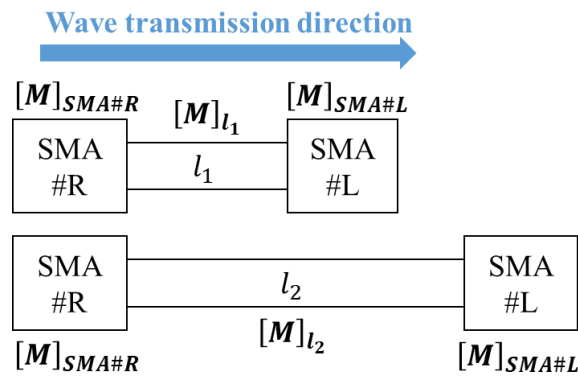 Wave transmission direction
[M]SMA#R
[M]l1
[M]SMA#L
SMA
#R
l1
SMA
#L
SMA
#R
l2
SMA
#L
[M]SMA#R
[M]l2
[M]SMA#L